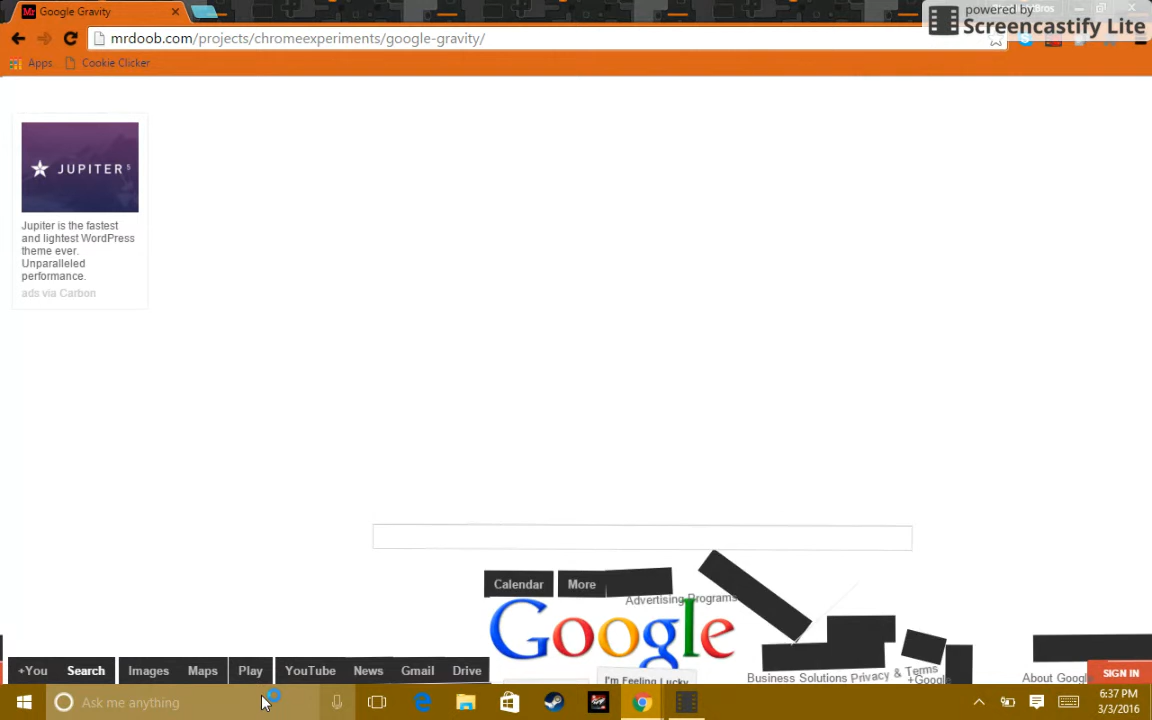 Mr Google Gravity
powered by
Screencastify Lite
mrdoob.com/projects/chromeexperiments/google-gravity/
Apps Cookie Clicker
JUPITER 5
Jupiter is the fastest
and lightest WordPress
theme ever.
Unparalleled
performance.
ads via Carbon
Calendar More
Advertising Programs
Google
I'm Feeling Lucky
+You Search Images Maps Play YouTube News Gmail Drive
Business Solutions Privacy & Terms
+Google
About Google
SIGN IN
Ask me anything
6:37 PM
3/3/2016